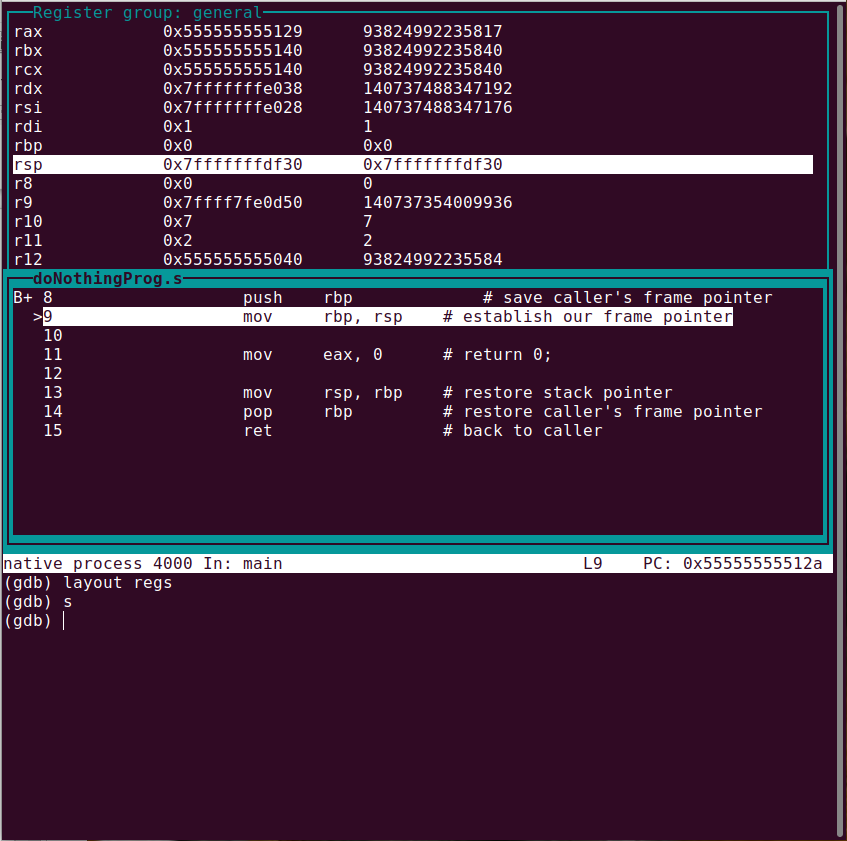 Register group: general
rax 0x555555555129 93824992235817
rbx 0x555555555140 93824992235840
rcx 0x555555555140 93824992235840
rdx 0x7fffffffe038 140737488347192
rsi 0x7fffffffe028 140737488347176
rdi 0x1 1
rbp 0x0 0x0
rsp 0x7fffffffdf30 0x7fffffffdf30
r8 0x0 0
r9 0x7ffff7fe0d50 140737354009936
r10 0x7 7
r11 0x2 2
r12 0x555555555040 93824992235584
doNothingProg.s
B+ 8 push rbp # save caller's frame pointer
>9 mov rbp, rsp # establish our frame pointer
10
11 mov eax, 0 # return 0;
12
13 mov rsp, rbp # restore stack pointer
14 pop rbp # restore caller's frame pointer
15 ret # back to caller
native process 4000 In: main L9 PC: 0x55555555512a
(gdb) layout regs
(gdb) s
(gdb)